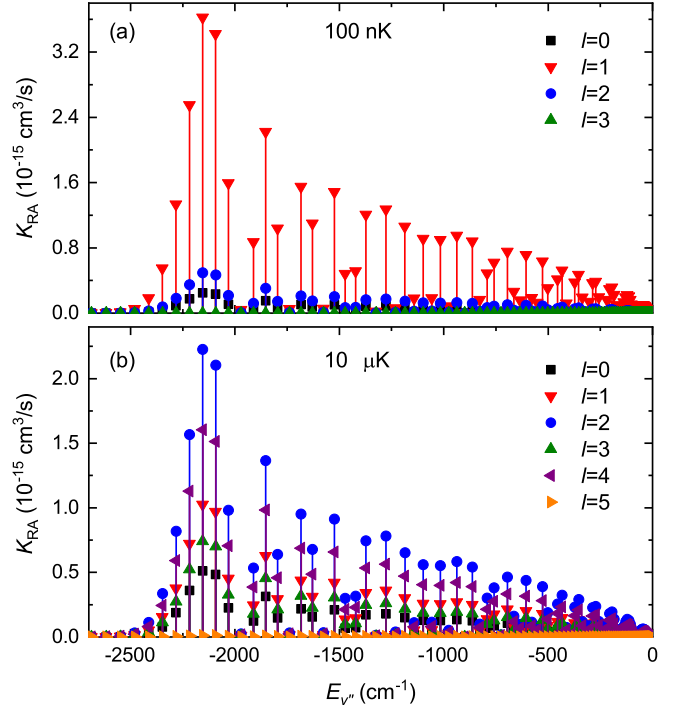 (a) 100 nK
l=0
l=1
l=2
l=3
3.2
2.4
1.6
0.8
0.0
K_RA (10^-15 cm^3/s)
(b) 10 μK
l=0
l=1
l=2
l=3
l=4
l=5
2.0
1.5
1.0
0.5
0.0
K_RA (10^-15 cm^3/s)
-2500 -2000 -1500 -1000 -500 0
E_v" (cm^-1)